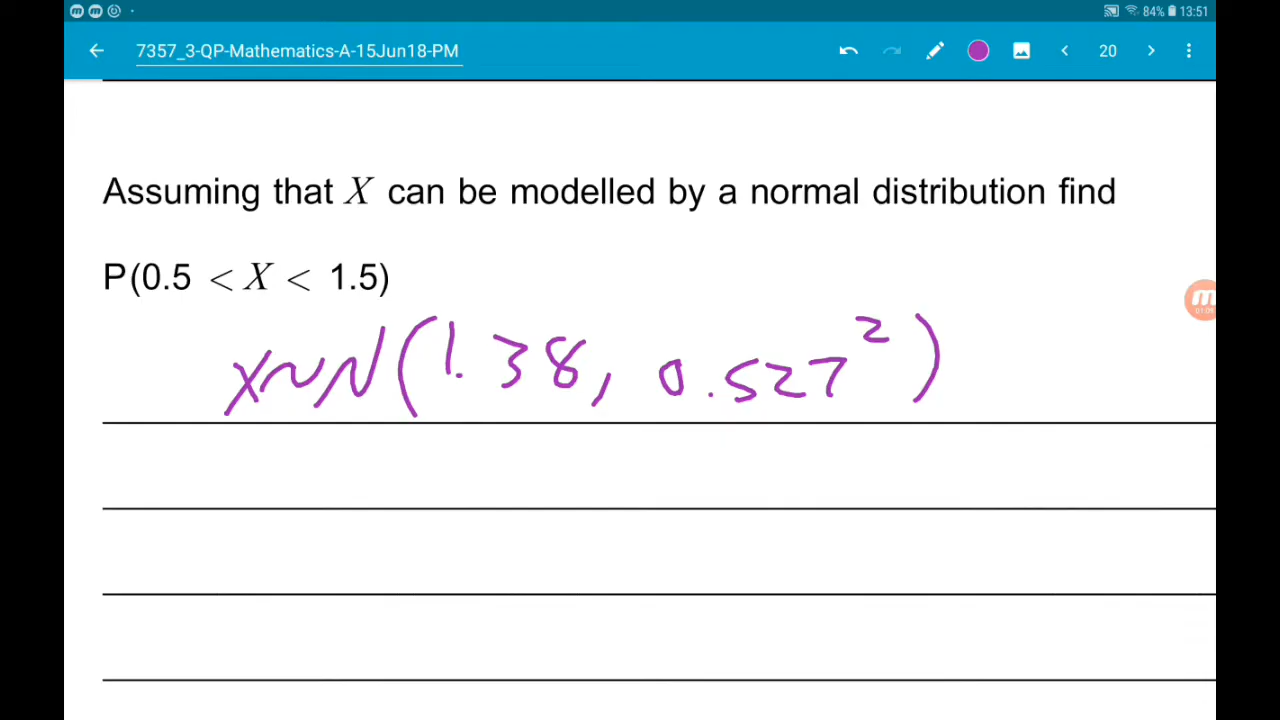 84% 13:51
7357_3-QP-Mathematics-A-15Jun18-PM 20
Assuming that X can be modelled by a normal distribution find
P(0.5 < X < 1.5)
X~N(1.38, 0.527²)